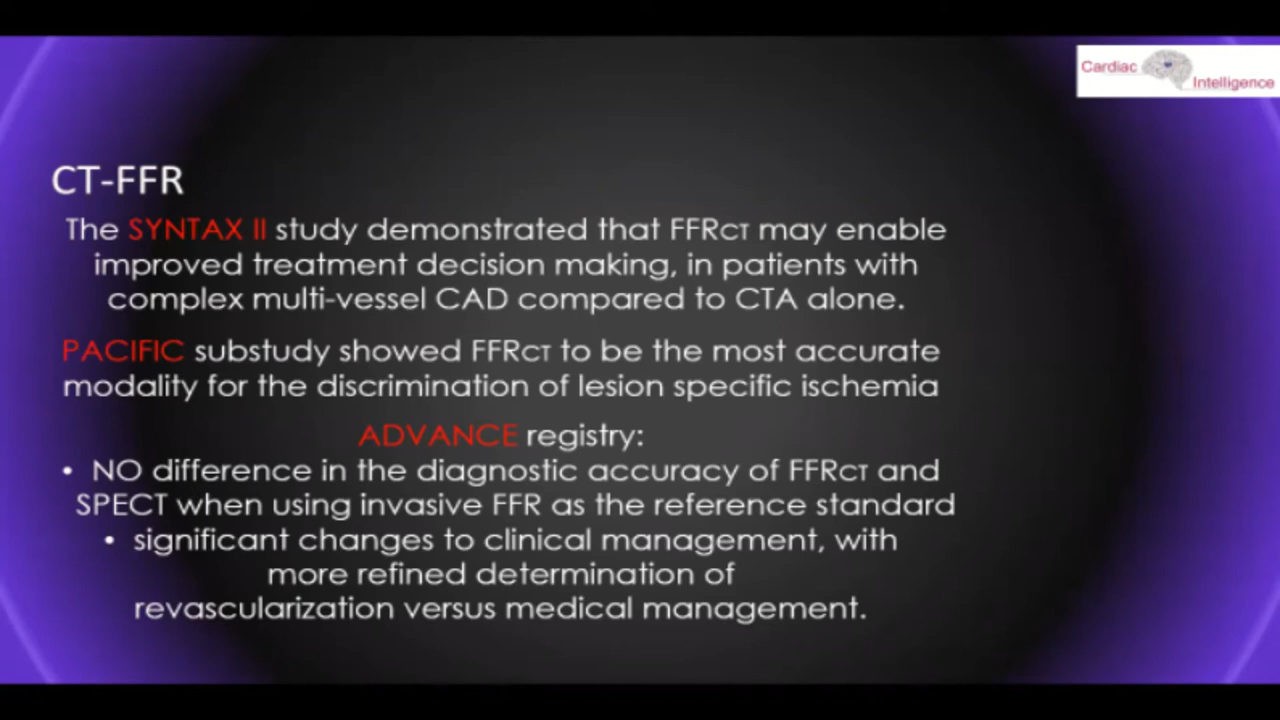 Cardiac
Intelligence
CT-FFR
The SYNTAX II study demonstrated that FFRCT may enable
improved treatment decision making, in patients with
complex multi-vessel CAD compared to CTA alone.
PACIFIC substudy showed FFRCT to be the most accurate
modality for the discrimination of lesion specific ischemia
ADVANCE registry:
• NO difference in the diagnostic accuracy of FFRCT and
SPECT when using invasive FFR as the reference standard
• significant changes to clinical management, with
more refined determination of
revascularization versus medical management.